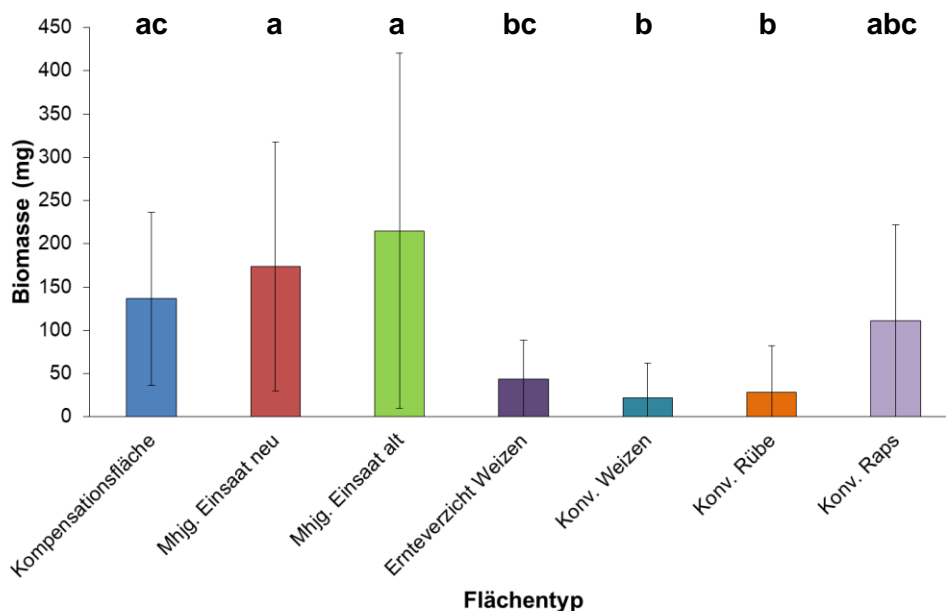 ac a a bc b b abc
450
400
350
300
250
200
150
100
50
0
Biomasse (mg)
Kompensationsfläche
Mhjg. Einsaat neu
Mhjg. Einsaat alt
Ernteverzicht Weizen
Konv. Weizen
Konv. Rübe
Konv. Raps
Flächentyp